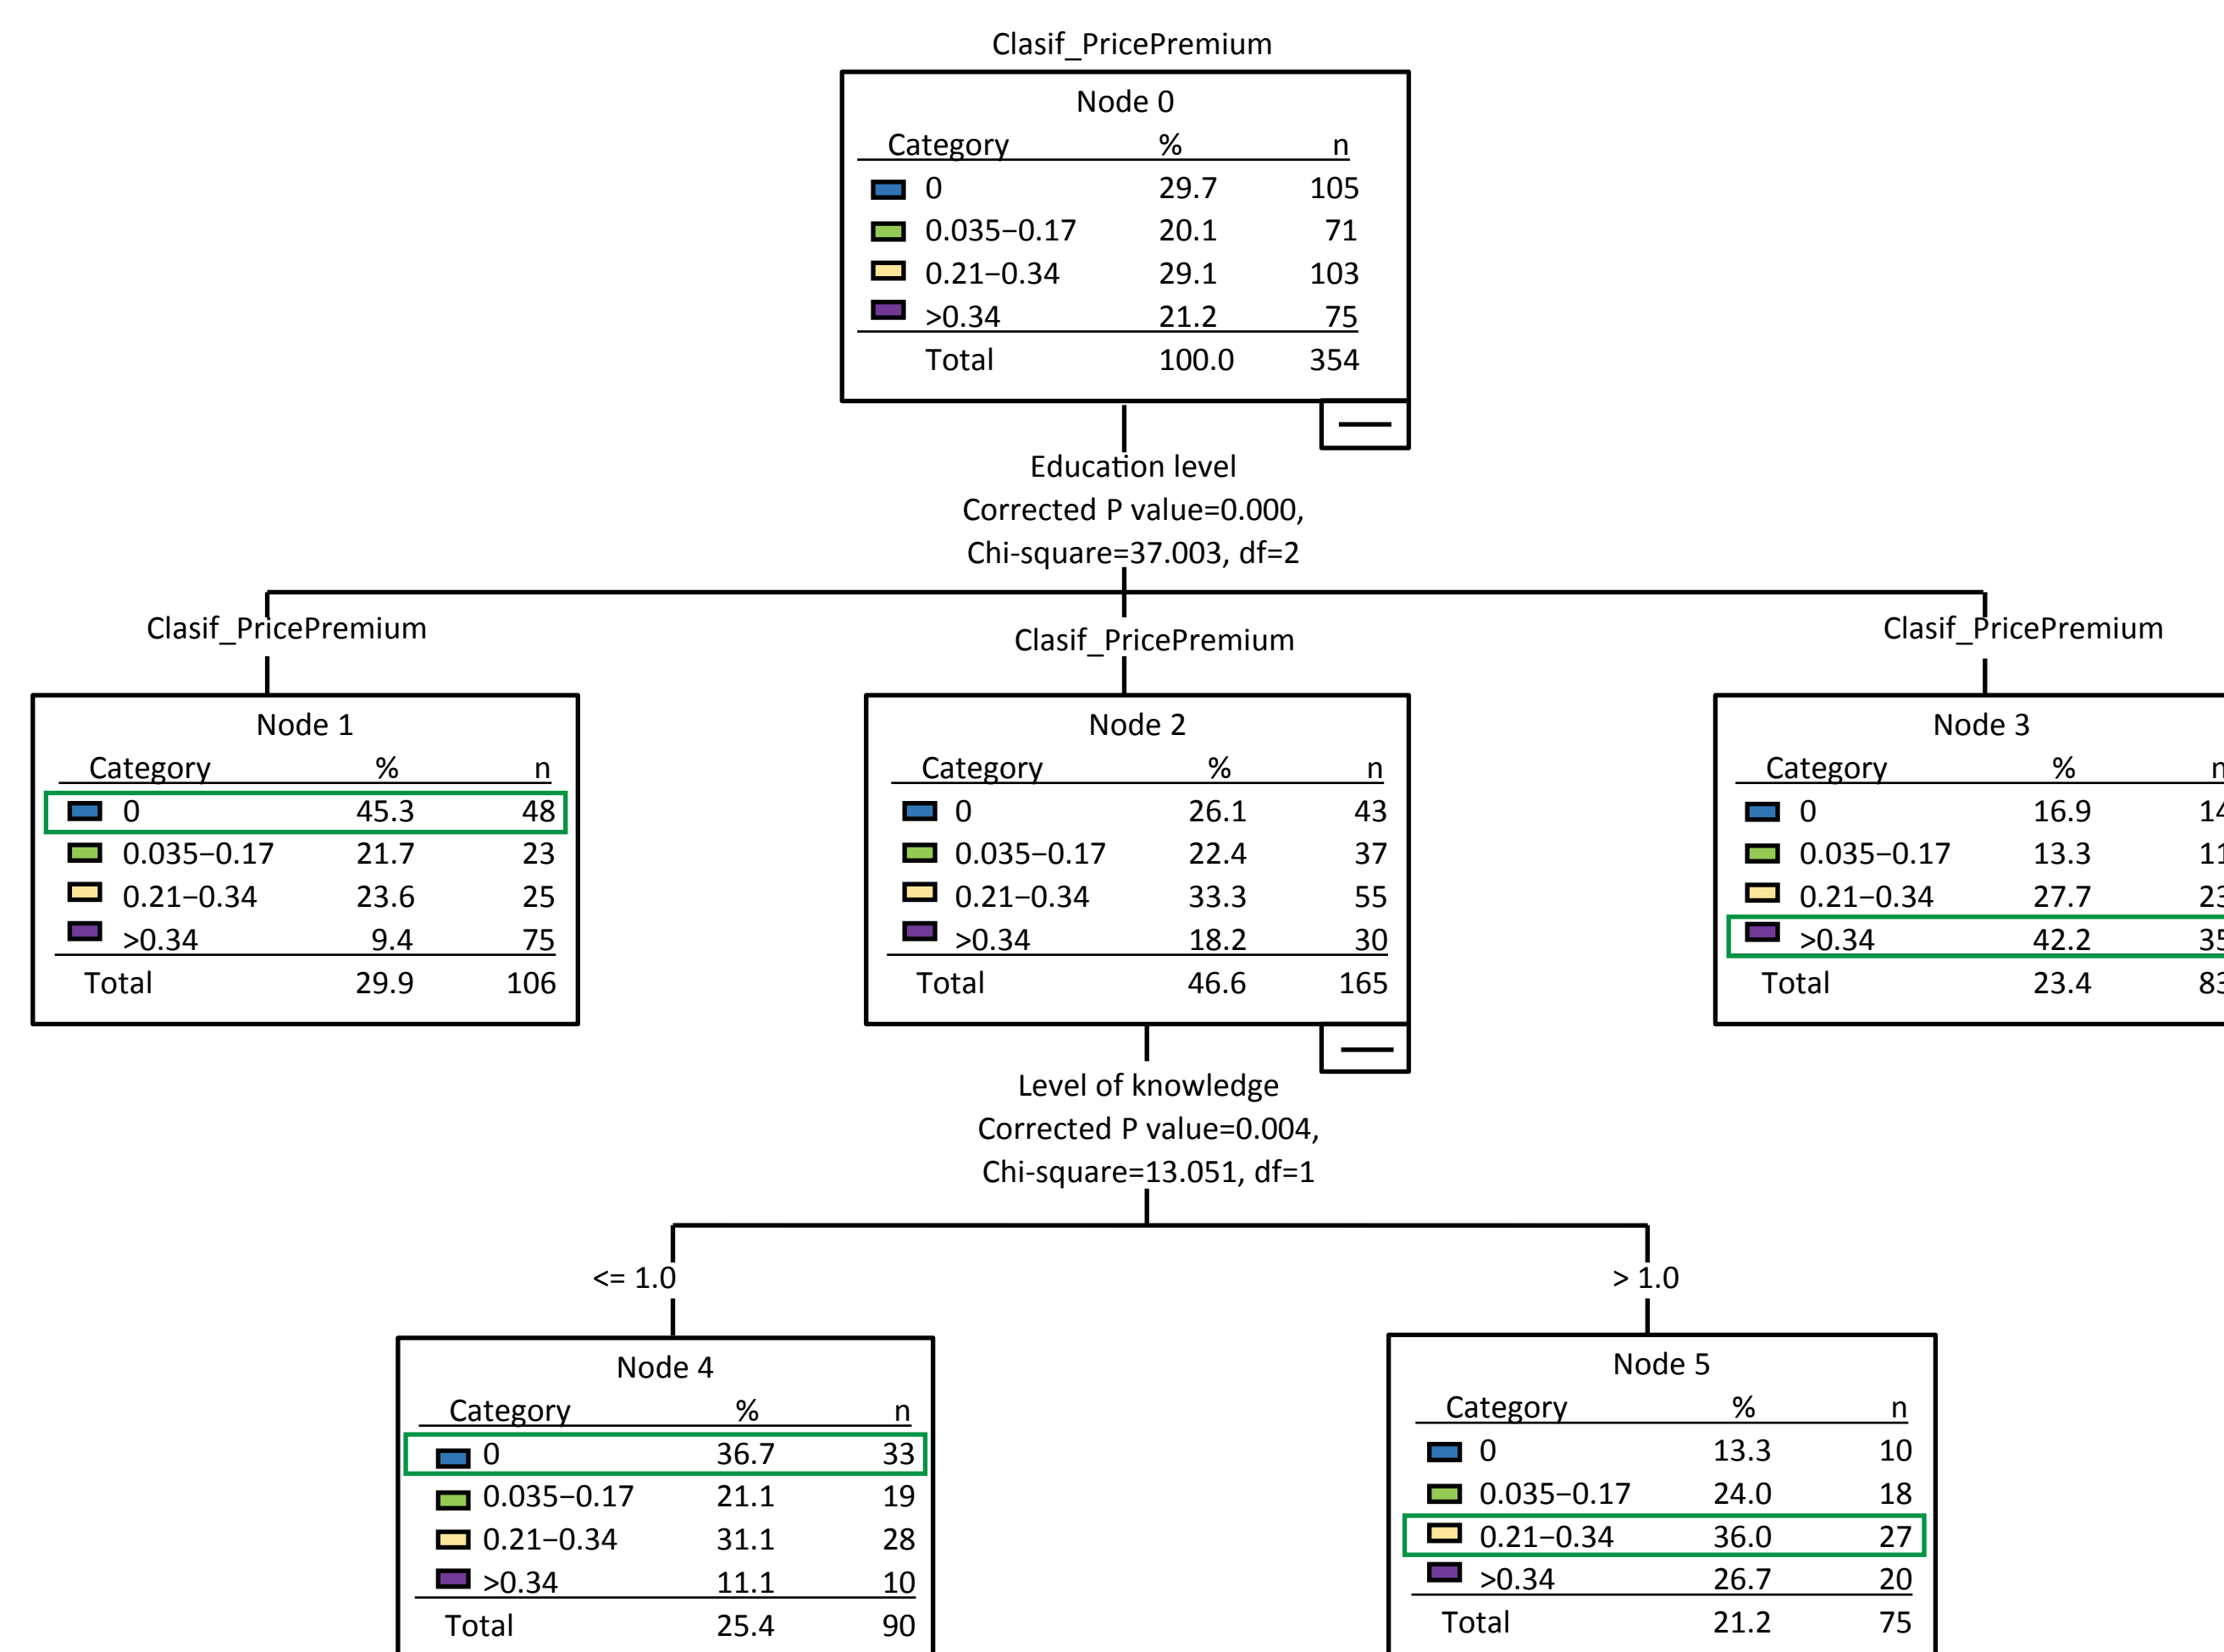 Clasif_PricePremium
Node 0
Category % n
0 29.7 105
0.035−0.17 20.1 71
0.21−0.34 29.1 103
>0.34 21.2 75
Total 100.0 354
Education level
Corrected P value=0.000,
Chi-square=37.003, df=2
Clasif_PricePremium
Node 1
Category % n
0 45.3 48
0.035−0.17 21.7 23
0.21−0.34 23.6 25
>0.34 9.4 75
Total 29.9 106
Clasif_PricePremium
Node 2
Category % n
0 26.1 43
0.035−0.17 22.4 37
0.21−0.34 33.3 55
>0.34 18.2 30
Total 46.6 165
Clasif_PricePremium
Node 3
Category % n
0 16.9 14
0.035−0.17 13.3 11
0.21−0.34 27.7 23
>0.34 42.2 35
Total 23.4 83
Level of knowledge
Corrected P value=0.004,
Chi-square=13.051, df=1
<= 1.0
Node 4
Category % n
0 36.7 33
0.035−0.17 21.1 19
0.21−0.34 31.1 28
>0.34 11.1 10
Total 25.4 90
> 1.0
Node 5
Category % n
0 13.3 10
0.035−0.17 24.0 18
0.21−0.34 36.0 27
>0.34 26.7 20
Total 21.2 75